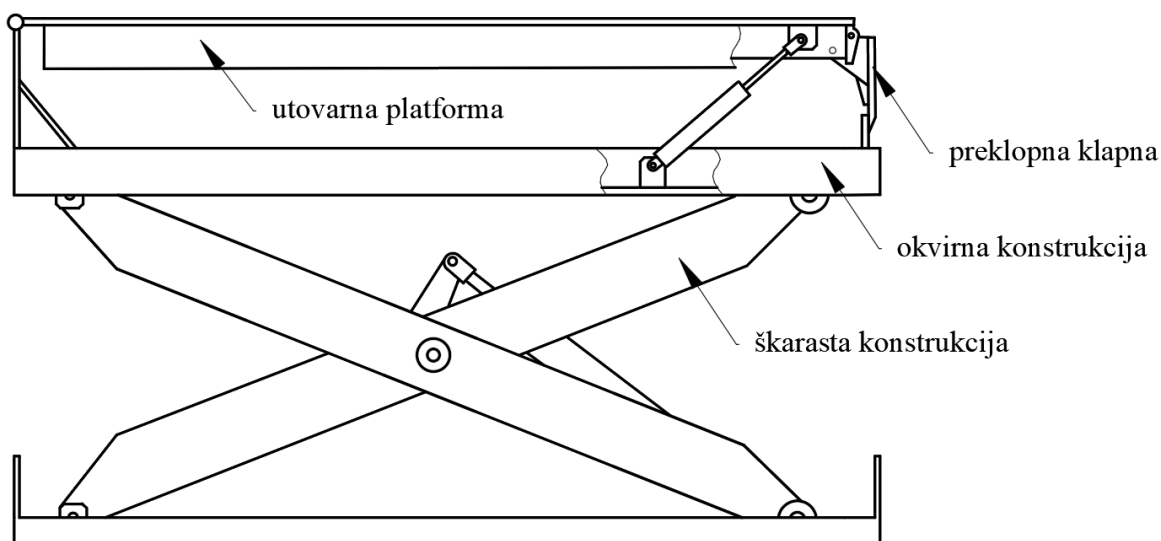 utovarna platforma
preklopna klapna
okvirna konstrukcija
škarasta konstrukcija